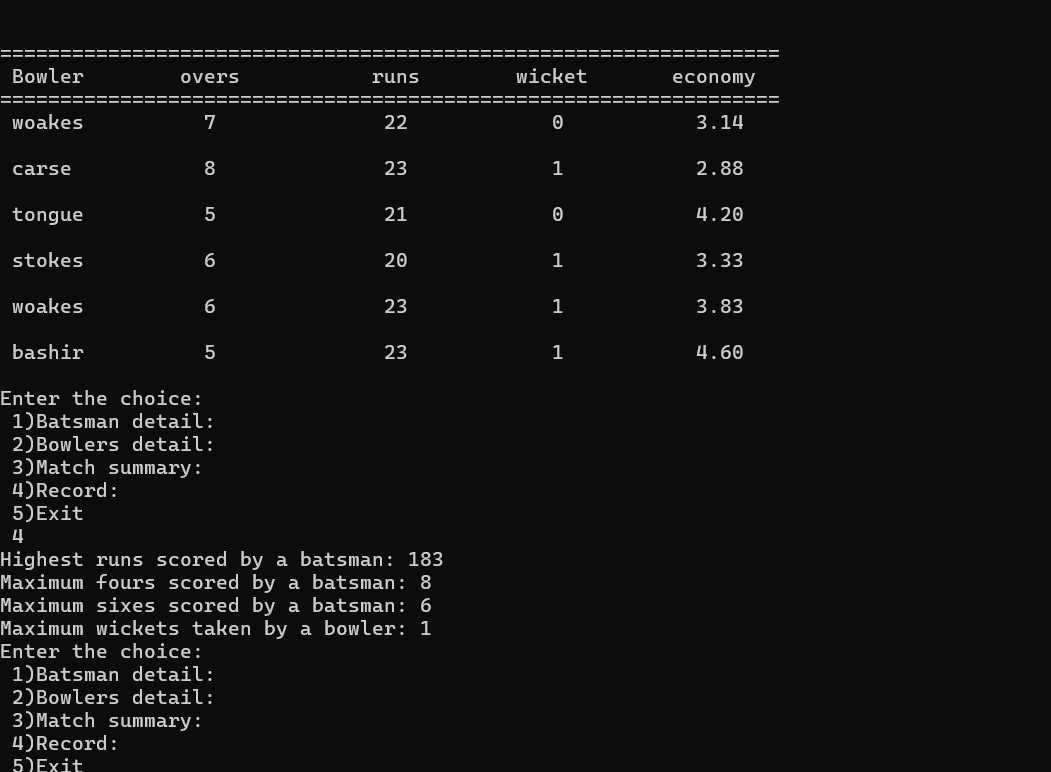 =================================================================
Bowler overs runs wicket economy
=================================================================
woakes 7 22 0 3.14
carse 8 23 1 2.88
tongue 5 21 0 4.20
stokes 6 20 1 3.33
woakes 6 23 1 3.83
bashir 5 23 1 4.60
Enter the choice:
1)Batsman detail:
2)Bowlers detail:
3)Match summary:
4)Record:
5)Exit
4
Highest runs scored by a batsman: 183
Maximum fours scored by a batsman: 8
Maximum sixes scored by a batsman: 6
Maximum wickets taken by a bowler: 1
Enter the choice:
1)Batsman detail:
2)Bowlers detail:
3)Match summary:
4)Record:
5)Exit